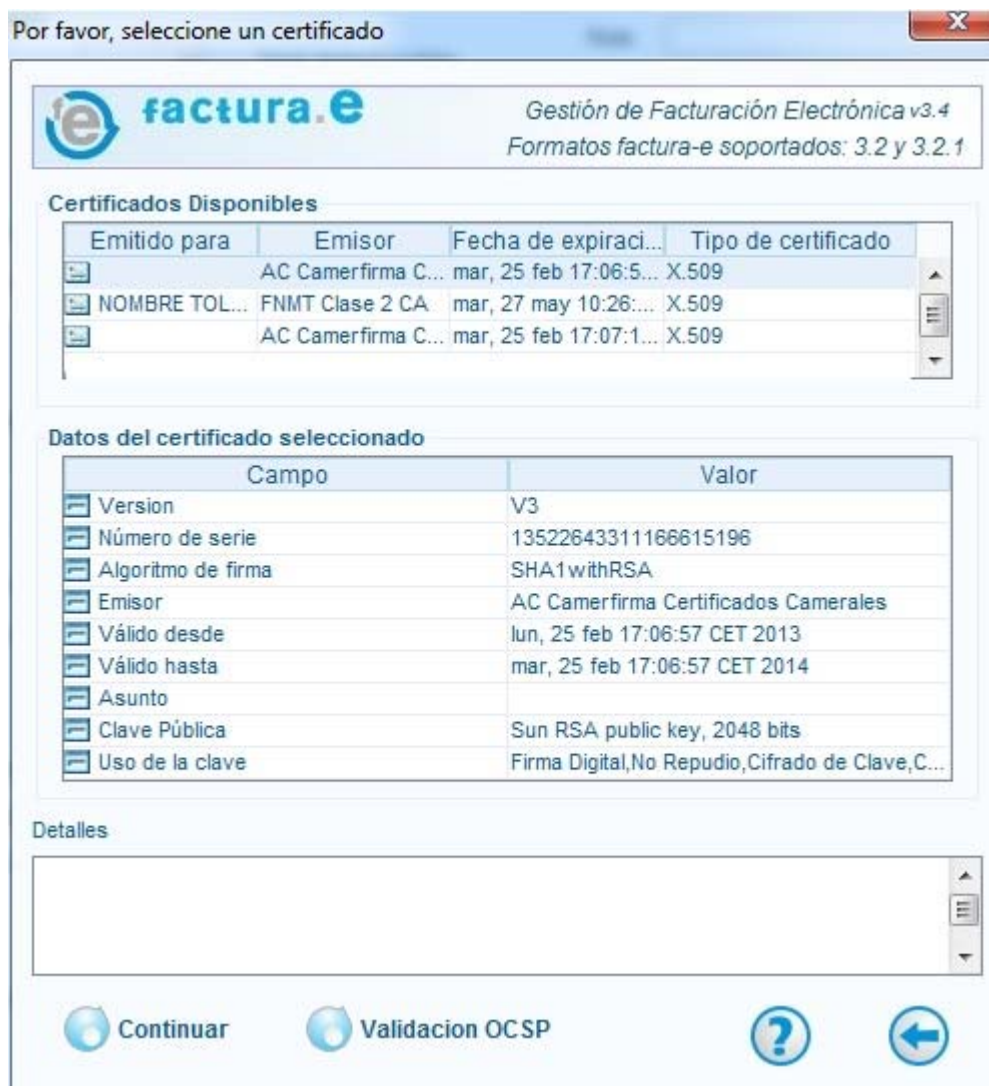 Por favor, seleccione un certificado
factura.e
Gestión de Facturación Electrónica v3.4
Formatos factura-e soportados: 3.2 y 3.2.1
Certificados Disponibles
Emitido para Emisor Fecha de expiraci... Tipo de certificado
AC Camerfirma C... mar, 25 feb 17:06:5... X.509
NOMBRE TOL... FNMT Clase 2 CA mar, 27 may 10:26:... X.509
AC Camerfirma C... mar, 25 feb 17:07:1... X.509
Datos del certificado seleccionado
Campo Valor
Version V3
Número de serie 13522643311166615196
Algoritmo de firma SHA1withRSA
Emisor AC Camerfirma Certificados Camerales
Válido desde lun, 25 feb 17:06:57 CET 2013
Válido hasta mar, 25 feb 17:06:57 CET 2014
Asunto
Clave Pública Sun RSA public key, 2048 bits
Uso de la clave Firma Digital,No Repudio,Cifrado de Clave,C...
Detalles
Continuar Validacion OCSP